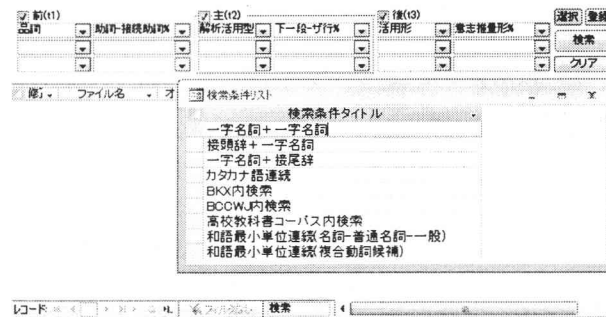 前(t1) 主(t2) 後(t3) 選択 登録
品詞 助詞-接続助詞% 解析活用型 下一段-ザ行% 活用形 意志推量形%
検索
クリア
ファイル名 オ 検索条件リスト
検索条件タイトル
一字名詞+一字名詞
接頭辞+一字名詞
一字名詞+接尾辞
カタカナ語連続
BKX内検索
BCCWJ内検索
高校教科書コーパス内検索
和語最小単位連続(名詞-普通名詞-一般)
和語最小単位連続(複合動詞候補)
レコード: 検索